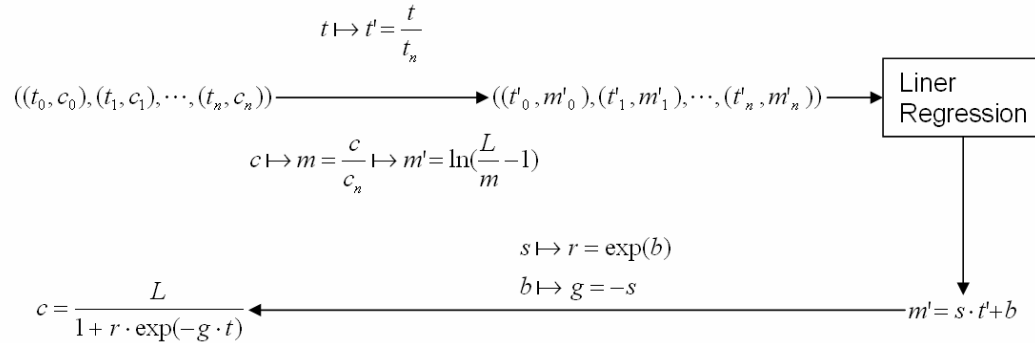 t ↦ t' = t / t_n
((t_0, c_0), (t_1, c_1), ⋯, (t_n, c_n))
((t'_0, m'_0), (t'_1, m'_1), ⋯, (t'_n, m'_n))
Liner
Regression
c ↦ m = c / c_n ↦ m' = ln(L / m − 1)
s ↦ r = exp(b)
b ↦ g = −s
c = L / (1 + r · exp(−g · t))
m' = s · t' + b